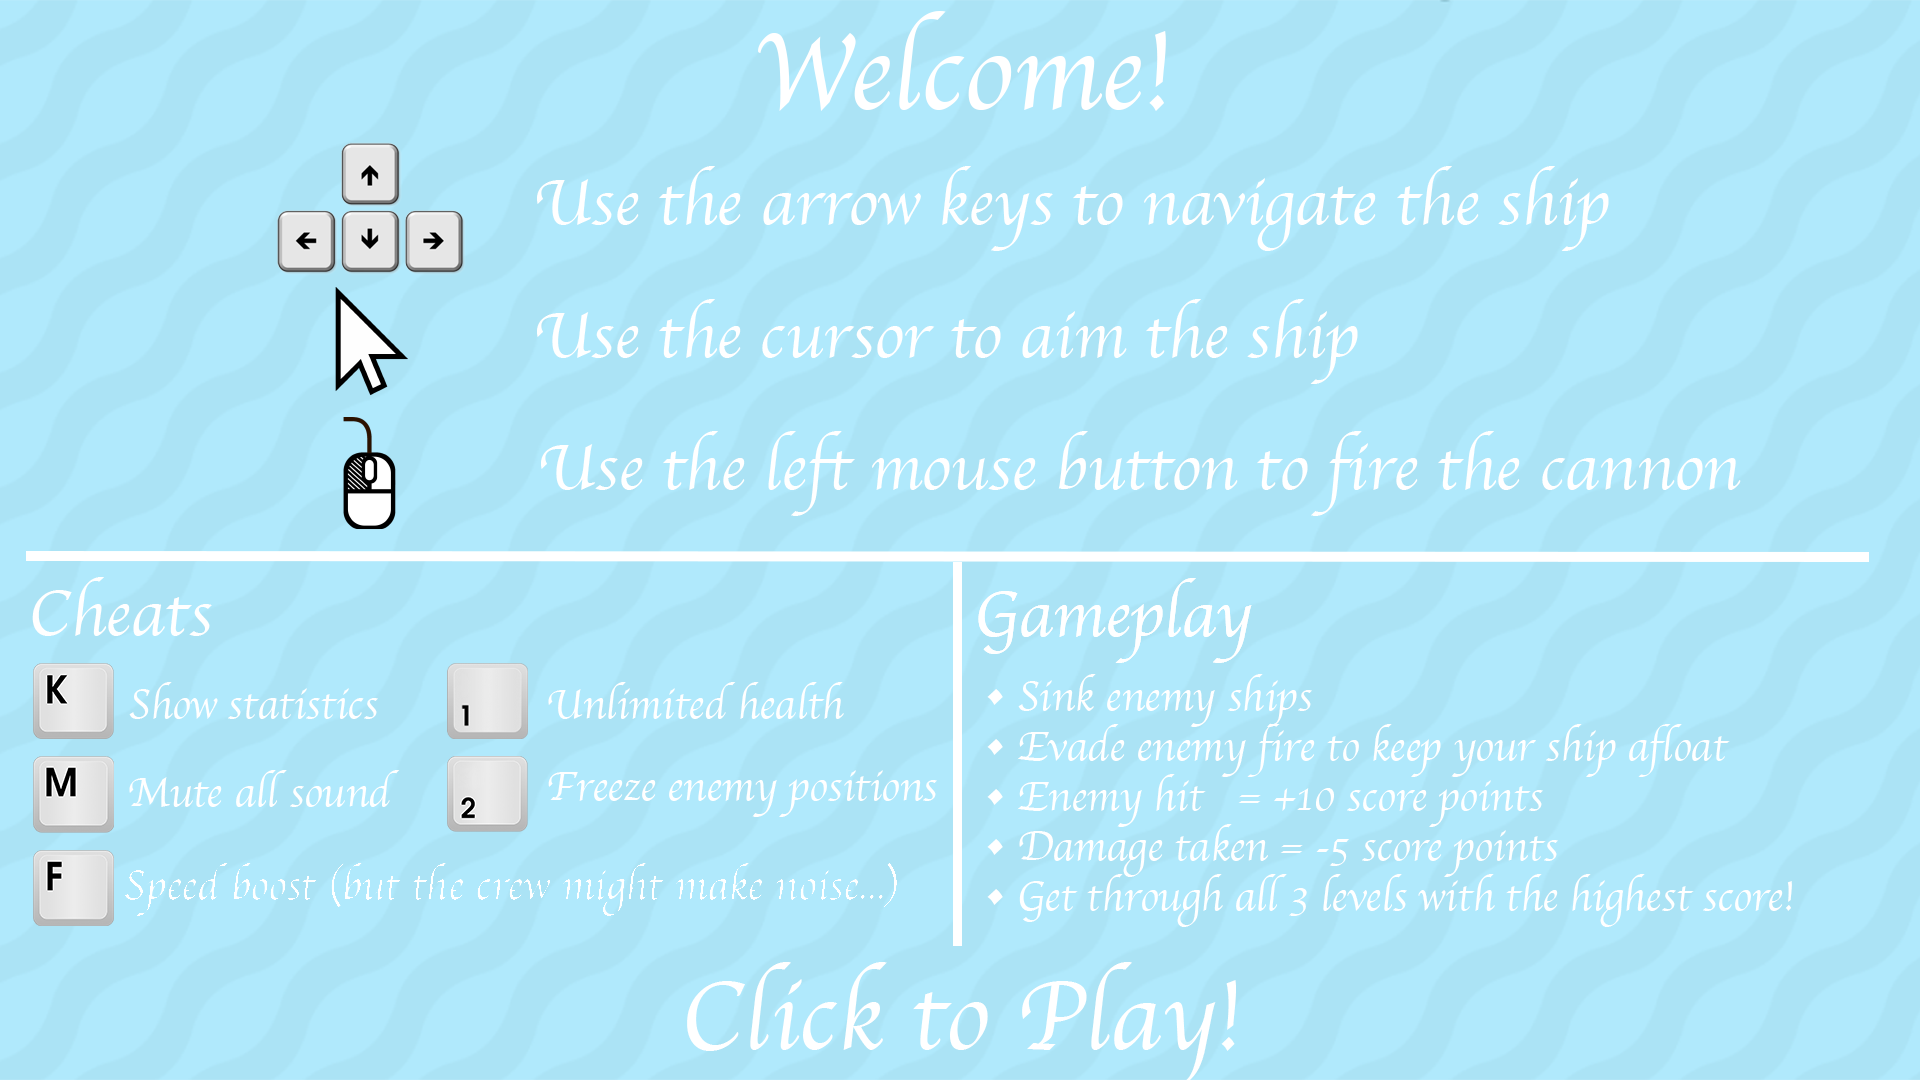 Welcome!
Use the arrow keys to navigate the ship
Use the cursor to aim the ship
Use the left mouse button to fire the cannon
Cheats
K Show statistics
1 Unlimited health
M Mute all sound
2 Freeze enemy positions
F Speed boost (but the crew might make noise...)
Gameplay
• Sink enemy ships
• Evade enemy fire to keep your ship afloat
• Enemy hit = +10 score points
• Damage taken = -5 score points
• Get through all 3 levels with the highest score!
Click to Play!